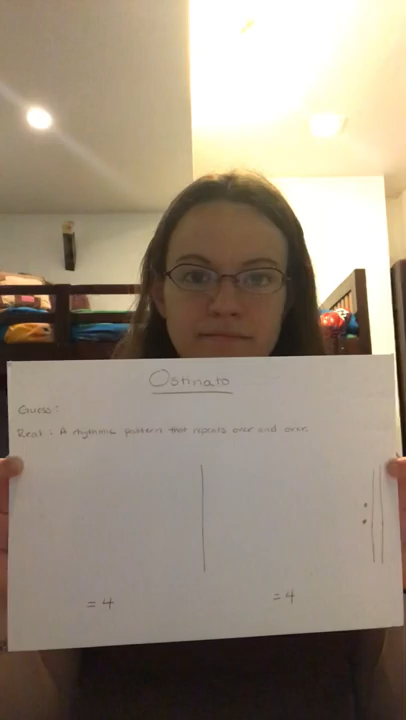 Ostinato
Guess:
Real - A rhythmic pattern that repeats over and over.
= 4 = 4